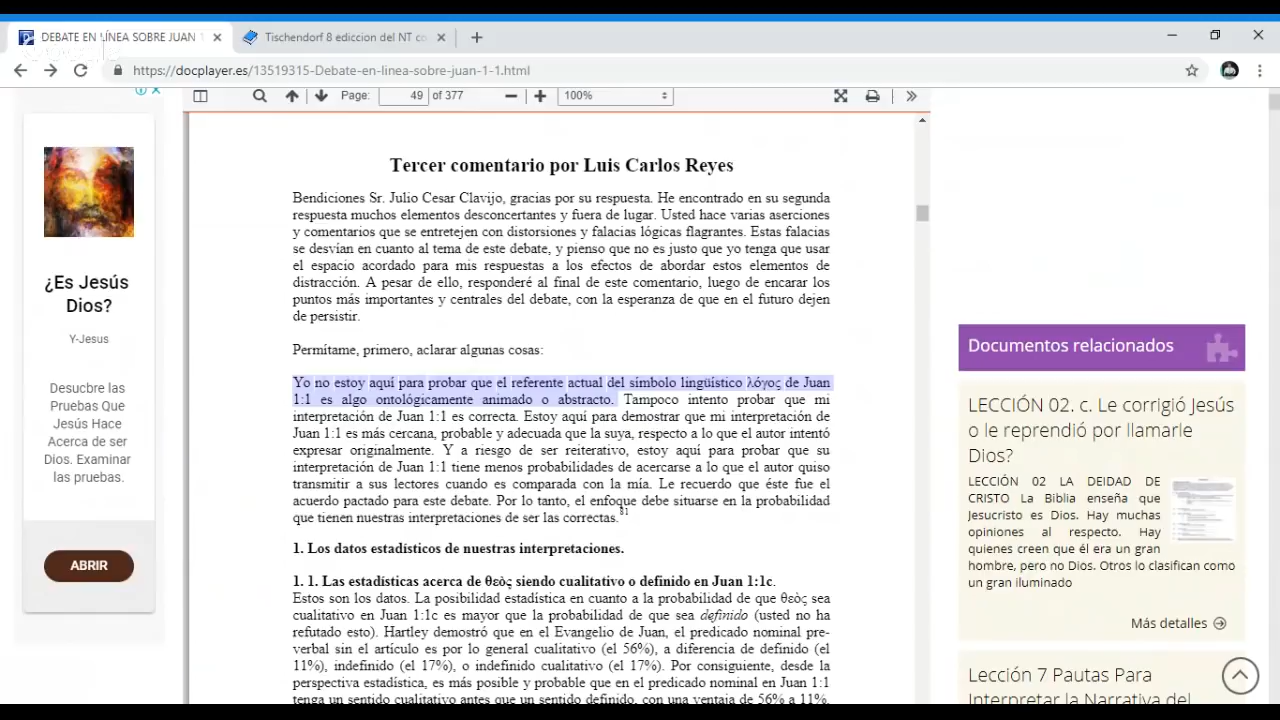 DEBATE EN LÍNEA SOBRE JUAN 1
Tischendorf 8 ediccion del NT co
https://docplayer.es/13519315-Debate-en-linea-sobre-juan-1-1.html
Page: 49 of 377
100%
¿Es Jesús
Dios?
Y-Jesus
Desucbre las
Pasajes Que
Jesús Hace
Acerca de ser
Dios. Examinar
las pruebas.
ABRIR
Tercer comentario por Luis Carlos Reyes
Bendiciones Sr. Julio Cesar Clavijo, gracias por su respuesta. He encontrado en su segunda
respuesta muchos elementos desconcertantes y fuera de lugar. Usted hace varias aserciones
y comentarios que se entretejen con distorsiones y falacias lógicas flagrantes. Estas falacias
se desvían en cuanto al tema de este debate, y pienso que no es justo que yo tenga que usar
el espacio acordado para mis respuestas a los efectos de abordar estos elementos de
distracción. A pesar de ello, responderé al final de este comentario, luego de encarar los
puntos más importantes y centrales del debate, con la esperanza de que en el futuro dejen
de persistir.
Permítame, primero, aclarar algunas cosas:
Yo no estoy aquí para probar que el referente actual del símbolo lingüístico λόγος de Juan
1:1 es algo ontológicamente animado o abstracto. Tampoco intento probar que mi
interpretación de Juan 1:1 es correcta. Estoy aquí para demostrar que mi interpretación de
Juan 1:1 es más cercana, probable y adecuada que la suya, respecto a lo que el autor intentó
expresar originalmente. Y a riesgo de ser reiterativo, estoy aquí para probar que su
interpretación de Juan 1:1 tiene menos probabilidades de acercarse a lo que el autor quiso
transmitir a sus lectores cuando es comparada con la mía. Le recuerdo que éste fue el
acuerdo pactado para este debate. Por lo tanto, el enfoque debe situarse en la probabilidad
que tienen nuestras interpretaciones de ser las correctas.
1. Los datos estadísticos de nuestras interpretaciones.
1. 1. Las estadísticas acerca de θεὸς siendo cualitativo o definido en Juan 1:1c.
Estos son los datos. La posibilidad estadística en cuanto a la probabilidad de que θεὸς sea
cualitativo en Juan 1:1c es mayor que la probabilidad de que sea definido (usted no ha
refutado esto). Hartley demostró que en el Evangelio de Juan, el predicado nominal pre-
verbal sin el artículo es por lo general cualitativo (el 56%), a diferencia de definido (el
11%), indefinido (el 17%), o indefinido cualitativo (el 17%). Por consiguiente, desde la
perspectiva estadística, es más posible y probable que en el predicado nominal en Juan 1:1
tenga un sentido cualitativo antes que un sentido definido, con una ventaja de 56% a 11%.
Documentos relacionados
LECCIÓN 02. c. Le corrigió Jesús
o le reprendió por llamarle
Dios?
LECCIÓN 02 LA DEIDAD DE
CRISTO La Biblia enseña que
Jesucristo es Dios. Hay muchas
opiniones al respecto. Hay
quienes creen que él era un gran
hombre, pero no Dios. Otros lo clasifican como
un gran iluminado
Más detalles
Lección 7 Pautas Para
Interpretar la Narrativa del